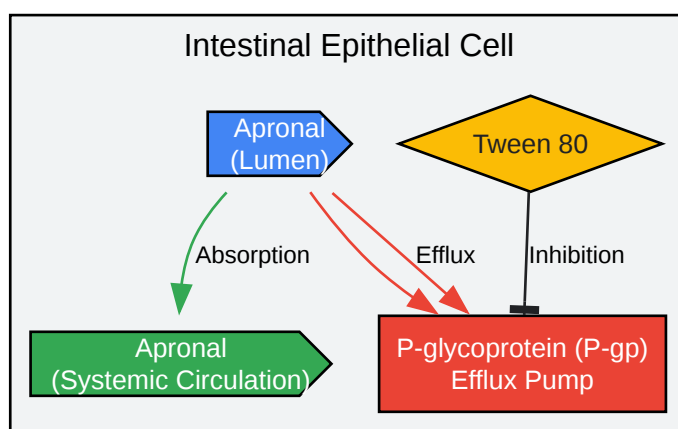 Intestinal Epithelial Cell
Apronal
(Lumen)
Tween 80
Absorption
Efflux
Inhibition
Apronal
(Systemic Circulation)
P-glycoprotein (P-gp)
Efflux Pump